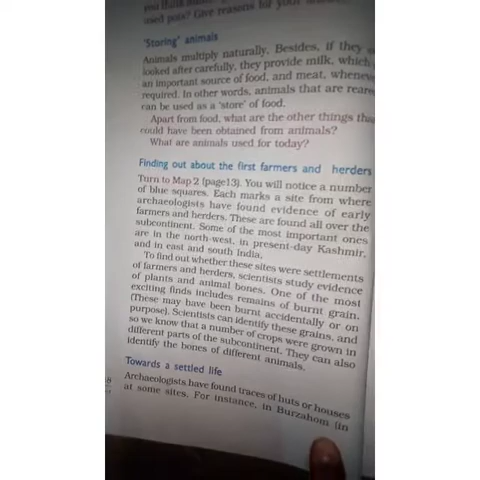 you think
used pots? Give reasons for your
'Storing' animals
Animals multiply naturally. Besides, if they
looked after carefully, they provide milk, which
an important source of food, and meat, whenever
required. In other words, animals that are
can be used as a 'store' of food.
Apart from food, what are the other things
could have been obtained from animals?
What are animals used for today?
Finding out about the first farmers and herders
Turn to Map 2 (page13). You will notice a number
of blue squares. Each marks a site from where
archaeologists have found evidence of early
farmers and herders. These are found all over the
subcontinent. Some of the most important ones
are in the north-west, in present-day Kashmir,
and in east and south India.
To find out whether these sites were settlements
of farmers and herders, scientists study evidence
of plants and animal bones. One of the most
exciting finds includes remains of burnt grain.
(These may have been burnt accidentally or on
purpose). Scientists can identify these grains, and
so we know that a number of crops were grown in
different parts of the subcontinent. They can also
identify the bones of different animals.
Towards a settled life
Archaeologists have found traces of huts or houses
at some sites. For instance, in Burzahom (in